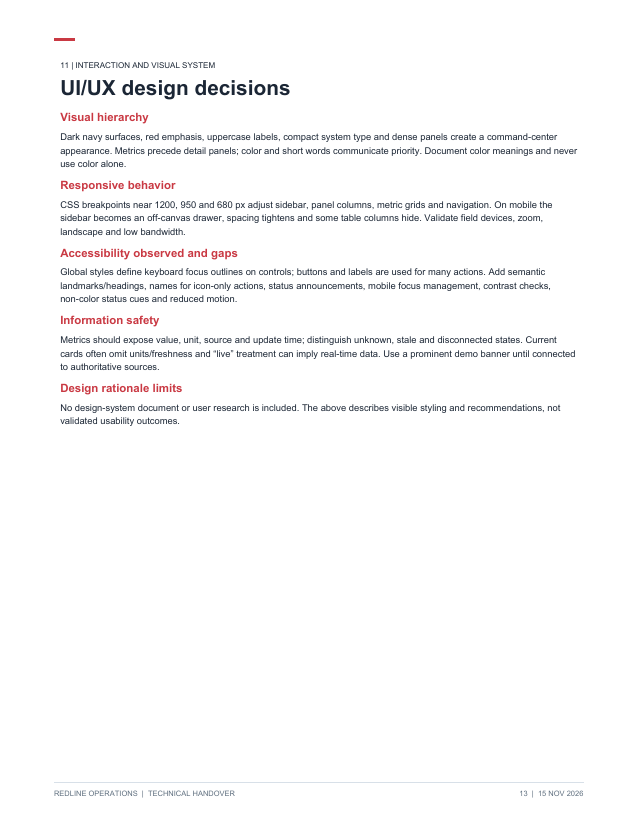 11 | INTERACTION AND VISUAL SYSTEM
UI/UX design decisions
Visual hierarchy
Dark navy surfaces, red emphasis, uppercase labels, compact system type and dense panels create a command-center
appearance. Metrics precede detail panels; color and short words communicate priority. Document color meanings and never
use color alone.
Responsive behavior
CSS breakpoints near 1200, 950 and 680 px adjust sidebar, panel columns, metric grids and navigation. On mobile the
sidebar becomes an off-canvas drawer, spacing tightens and some table columns hide. Validate field devices, zoom,
landscape and low bandwidth.
Accessibility observed and gaps
Global styles define keyboard focus outlines on controls; buttons and labels are used for many actions. Add semantic
landmarks/headings, names for icon-only actions, status announcements, mobile focus management, contrast checks,
non-color status cues and reduced motion.
Information safety
Metrics should expose value, unit, source and update time; distinguish unknown, stale and disconnected states. Current
cards often omit units/freshness and “live” treatment can imply real-time data. Use a prominent demo banner until connected
to authoritative sources.
Design rationale limits
No design-system document or user research is included. The above describes visible styling and recommendations, not
validated usability outcomes.
REDLINE OPERATIONS | TECHNICAL HANDOVER
13 | 15 NOV 2026